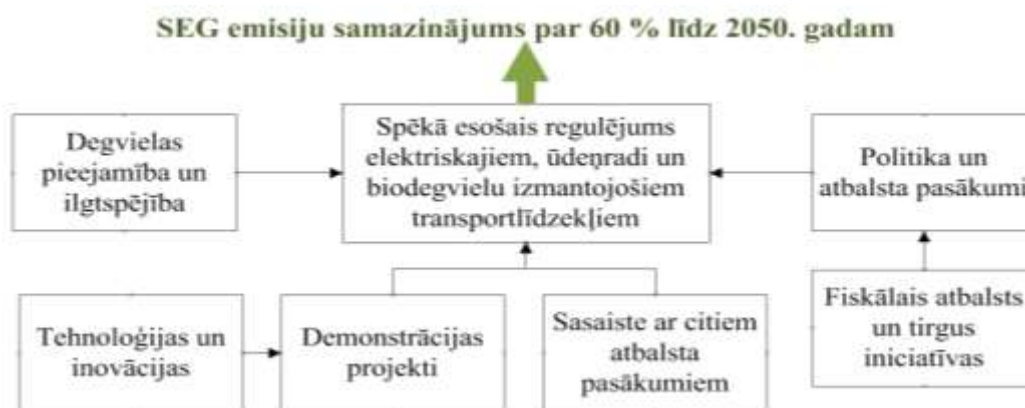 SEG emisiju samazinājums par 60 % līdz 2050. gadam
Degvielas
pieejamība un
ilgtspējība
Spēkā esošais regulējums
elektriskajiem, ūdeņradi un
biodegvielu izmantojošiem
transportlīdzekļiem
Politika un
atbalsta pasākumi
Tehnoloģijas un
inovācijas
Demonstrācijas
projekti
Sasaiste ar citiem
atbalsta
pasākumiem
Fiskālais atbalsts
un tirgus
iniciatīvas